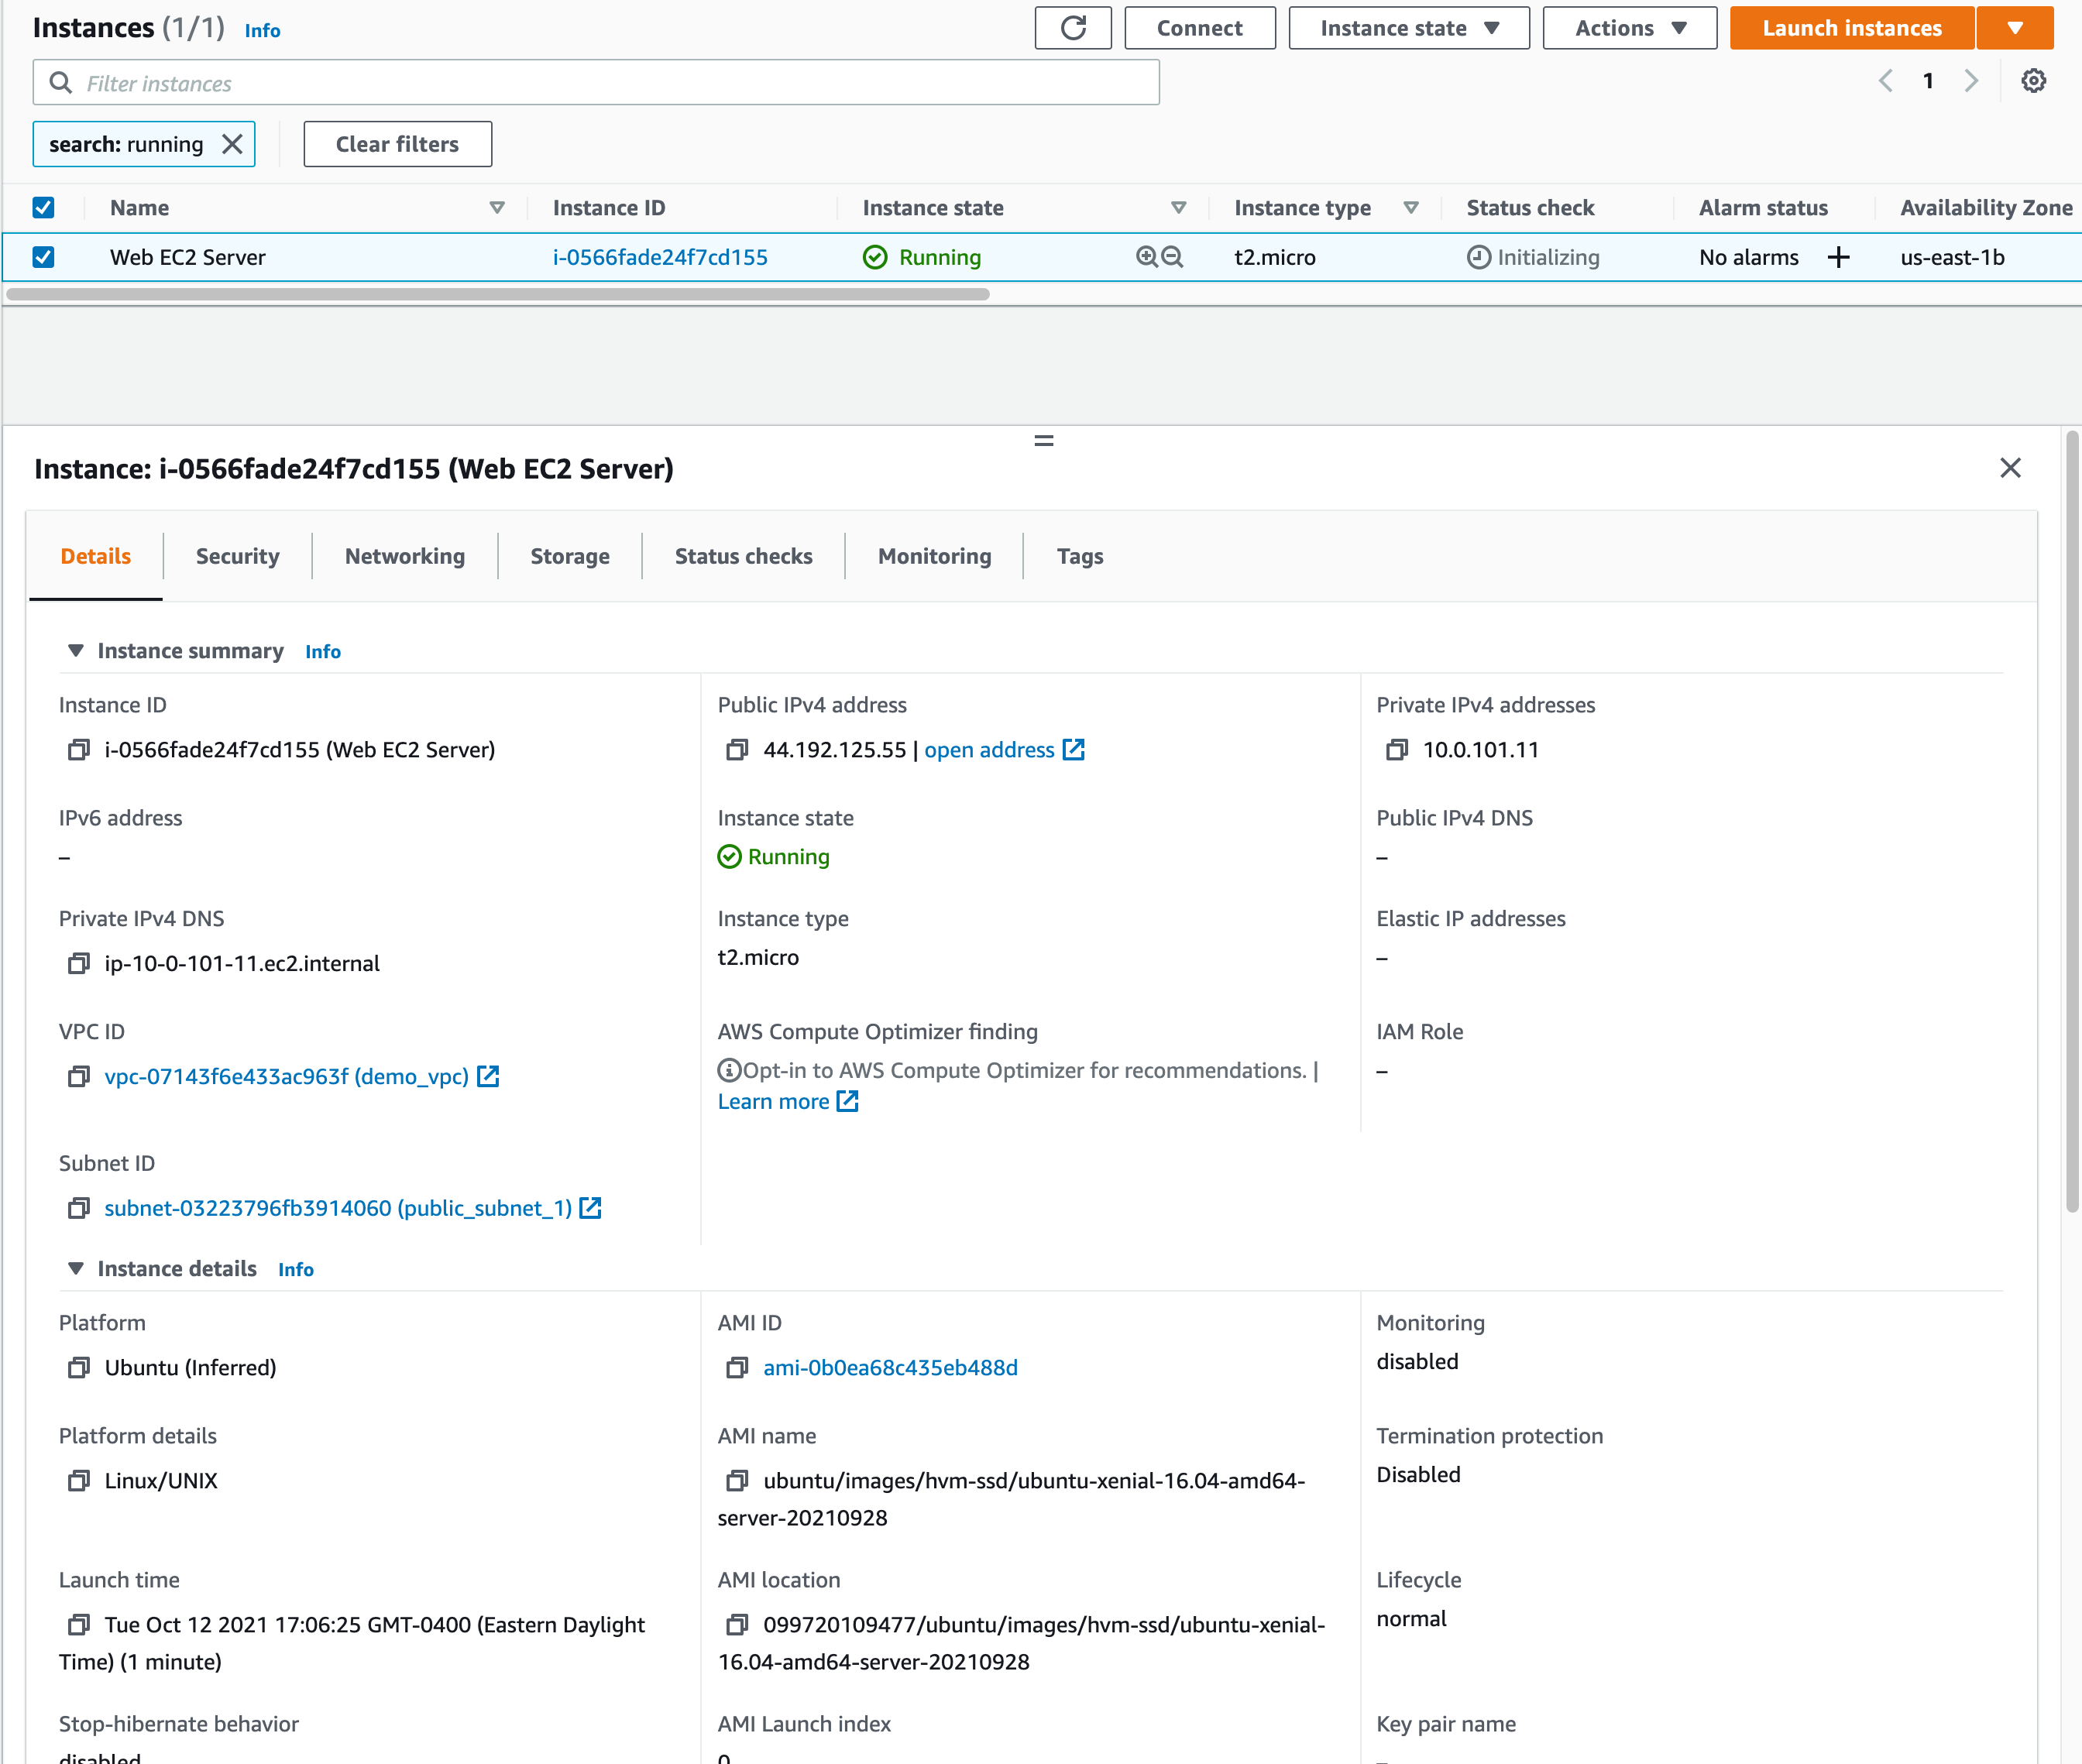 Instances (1/1) Info
Connect Instance state Actions Launch instances
Filter instances
1
search: running Clear filters
Name Instance ID Instance state Instance type Status check Alarm status Availability Zone
Web EC2 Server i-0566fade24f7cd155 Running t2.micro Initializing No alarms + us-east-1b
Instance: i-0566fade24f7cd155 (Web EC2 Server)
Details Security Networking Storage Status checks Monitoring Tags
Instance summary Info
Instance ID Public IPv4 address Private IPv4 addresses
i-0566fade24f7cd155 (Web EC2 Server) 44.192.125.55 | open address 10.0.101.11
IPv6 address Instance state Public IPv4 DNS
– Running –
Private IPv4 DNS Instance type Elastic IP addresses
ip-10-0-101-11.ec2.internal t2.micro –
VPC ID AWS Compute Optimizer finding IAM Role
vpc-07143f6e433ac963f (demo_vpc) Opt-in to AWS Compute Optimizer for recommendations. | –
Learn more
Subnet ID
subnet-03223796fb3914060 (public_subnet_1)
Instance details Info
Platform AMI ID Monitoring
Ubuntu (Inferred) ami-0b0ea68c435eb488d disabled
Platform details AMI name Termination protection
Linux/UNIX ubuntu/images/hvm-ssd/ubuntu-xenial-16.04-amd64- Disabled
server-20210928
Launch time AMI location Lifecycle
Tue Oct 12 2021 17:06:25 GMT-0400 (Eastern Daylight 099720109477/ubuntu/images/hvm-ssd/ubuntu-xenial- normal
Time) (1 minute) 16.04-amd64-server-20210928
Stop-hibernate behavior AMI Launch index Key pair name
disabled 0 –